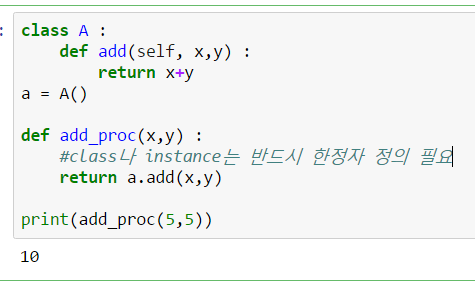 :
class A :
    def add(self, x,y) :
        return x+y
a = A()
def add_proc(x,y) :
    #class나 instance는 반드시 한정자 정의 필요
    return a.add(x,y)
print(add_proc(5,5))
10